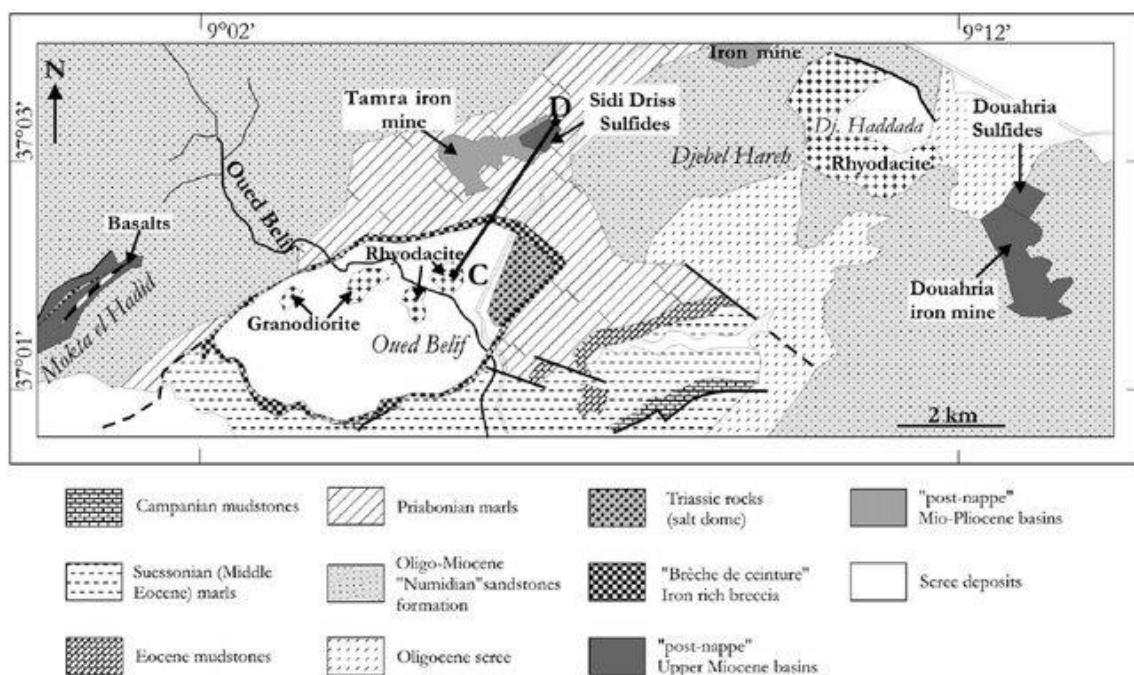 9°02'
9°12'
N
37°03'
37°01'
Iron mine
Tamra iron
mine
D
Sidi Driss
Sulfides
Douahria
Sulfides
Dj. Haddada
Djebel Hareh
Rhyodacite
Oued Belif
Basalts
Rhyodacite
C
Granodiorite
Oued Belif
Mokta el Hadid
Douahria
iron mine
2 km
Campanian mudstones
Priabonian marls
Triassic rocks
(salt dome)
"post-nappe"
Mio-Pliocene basins
Suessonian (Middle
Eocene) marls
Oligo-Miocene
"Numidian"sandstones
formation
"Brèche de ceinture"
Iron rich breccia
Scree deposits
Eocene mudstones
Oligocene scree
"post-nappe"
Upper Miocene basins